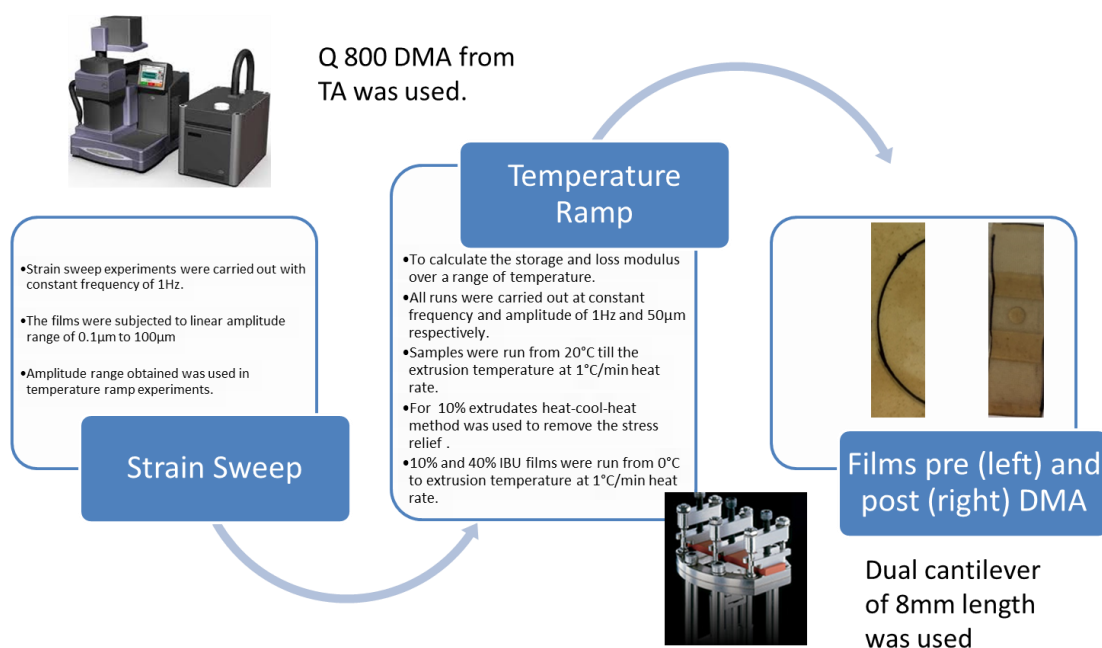 Q 800 DMA from
TA was used.
•Strain sweep experiments were carried out with
constant frequency of 1Hz.
•The films were subjected to linear amplitude
range of 0.1µm to 100µm
•Amplitude range obtained was used in
temperature ramp experiments.
Strain Sweep
Temperature
Ramp
•To calculate the storage and loss modulus
over a range of temperature.
•All runs were carried out at constant
frequency and amplitude of 1Hz and 50µm
respectively.
•Samples were run from 20°C till the
extrusion temperature at 1°C/min heat
rate.
•For 10% extrudates heat-cool-heat
method was used to remove the stress
relief .
•10% and 40% IBU films were run from 0°C
to extrusion temperature at 1°C/min heat
rate.
Films pre (left) and
post (right) DMA
Dual cantilever
of 8mm length
was used